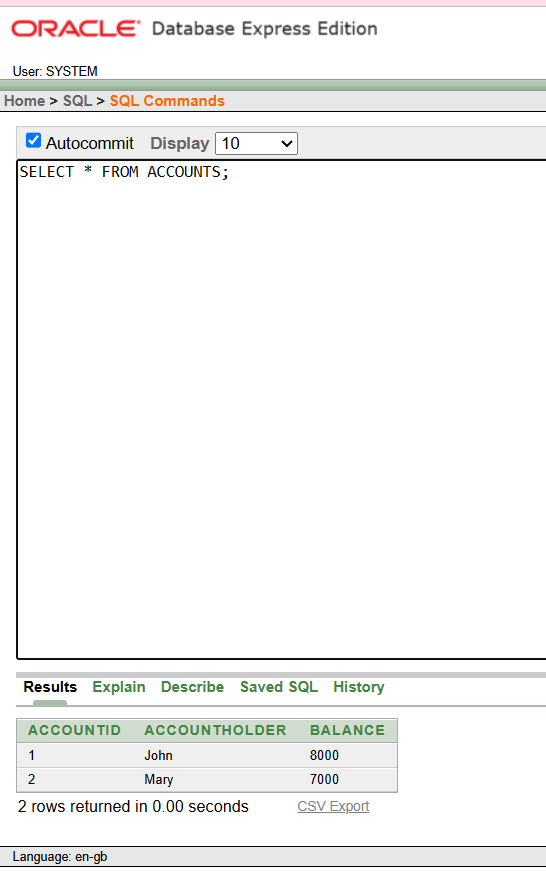 ORACLE® Database Express Edition
User: SYSTEM
Home > SQL > SQL Commands
Autocommit Display 10
SELECT * FROM ACCOUNTS;
Results Explain Describe Saved SQL History
ACCOUNTID ACCOUNTHOLDER BALANCE
1 John 8000
2 Mary 7000
2 rows returned in 0.00 seconds CSV Export
Language: en-gb